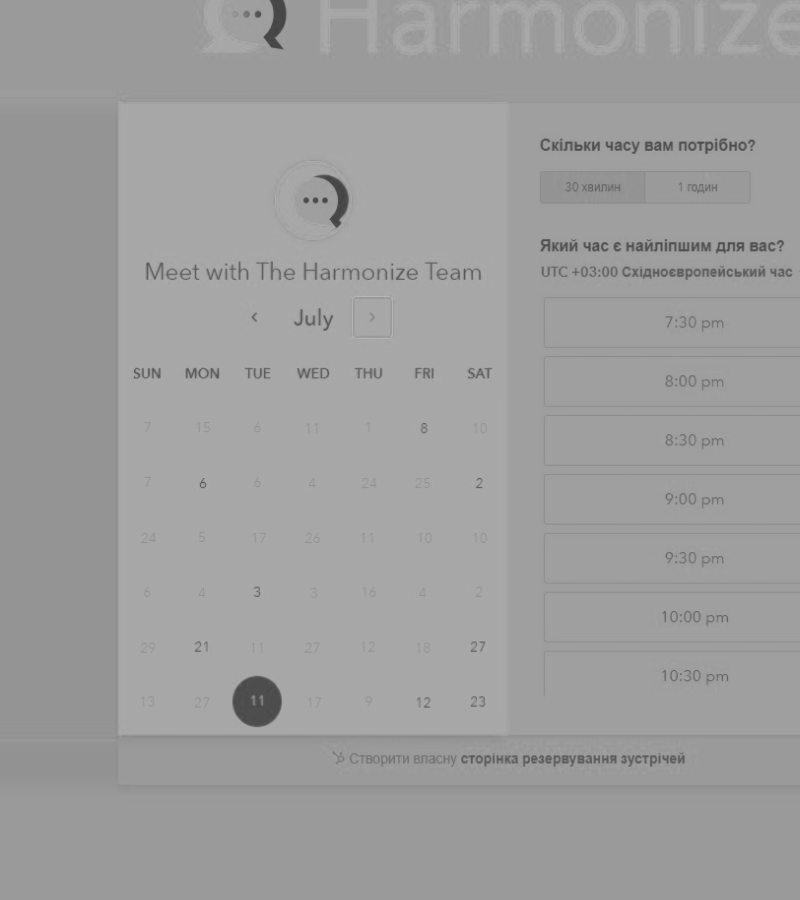 Harmonize
Meet with The Harmonize Team
July
SUN MON TUE WED THU FRI SAT
7 15 6 11 1 8 10
7 6 6 4 24 25 2
24 5 17 26 11 10 10
6 4 3 3 16 4 2
29 21 11 27 12 18 27
13 27 11 17 9 12 23
Скільки часу вам потрібно?
30 хвилин 1 годин
Який час є найліпшим для вас?
UTC +03:00 Східноєвропейський час
7:30 pm
8:00 pm
8:30 pm
9:00 pm
9:30 pm
10:00 pm
10:30 pm
Створити власну сторінка резервування зустрічей